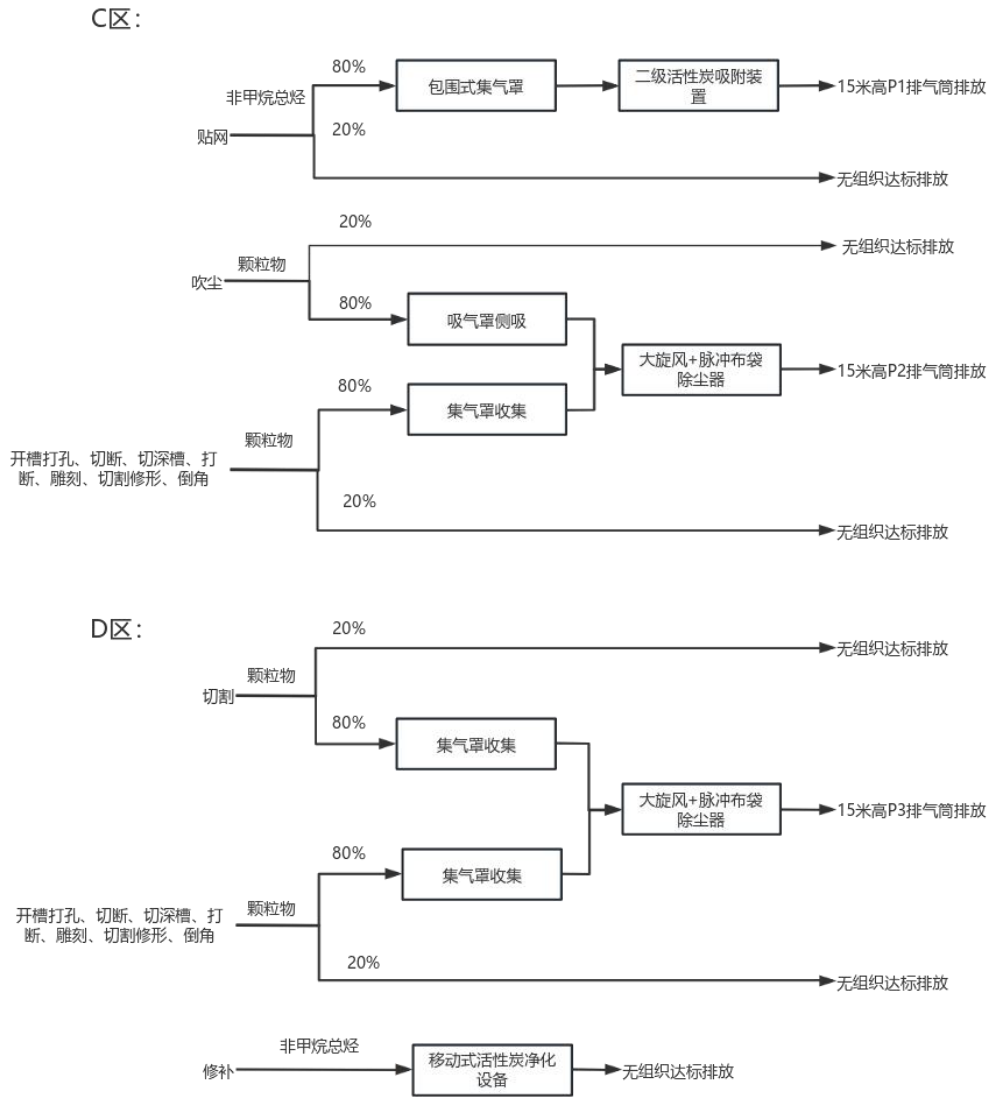 C区：
80%
包围式集气罩
二级活性炭吸附装
置
15米高P1排气筒排放
非甲烷总烃
贴网
20%
无组织达标排放
20%
无组织达标排放
颗粒物
吹尘
80%
吸气罩侧吸
大旋风+脉冲布袋
除尘器
15米高P2排气筒排放
80%
集气罩收集
颗粒物
开槽打孔、切断、切深槽、打
断、雕刻、切割修形、倒角
20%
无组织达标排放
D区：
20%
无组织达标排放
颗粒物
切割
80%
集气罩收集
大旋风+脉冲布袋
除尘器
15米高P3排气筒排放
80%
集气罩收集
颗粒物
开槽打孔、切断、切深槽、打
断、雕刻、切割修形、倒角
20%
无组织达标排放
非甲烷总烃
修补
移动式活性炭净化
设备
无组织达标排放